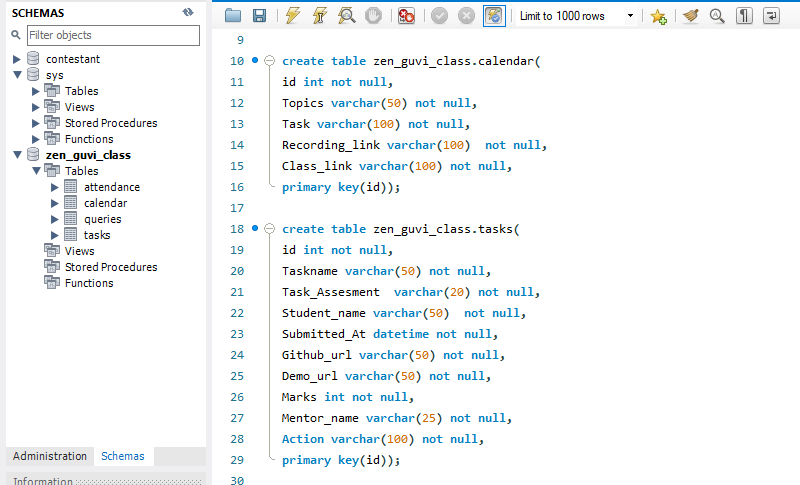 SCHEMAS
Filter objects
contestant
sys
Tables
Views
Stored Procedures
Functions
zen_guvi_class
Tables
attendance
calendar
queries
tasks
Views
Stored Procedures
Functions
Administration Schemas
Information
Limit to 1000 rows
9
10 create table zen_guvi_class.calendar(
11 id int not null,
12 Topics varchar(50) not null,
13 Task varchar(100) not null,
14 Recording_link varchar(100)  not null,
15 Class_link varchar(100) not null,
16 primary key(id));
17
18 create table zen_guvi_class.tasks(
19 id int not null,
20 Taskname varchar(50) not null,
21 Task_Assesment  varchar(20) not null,
22 Student_name varchar(50)  not null,
23 Submitted_At datetime not null,
24 Github_url varchar(50) not null,
25 Demo_url varchar(50) not null,
26 Marks int not null,
27 Mentor_name varchar(25) not null,
28 Action varchar(100) not null,
29 primary key(id));
30